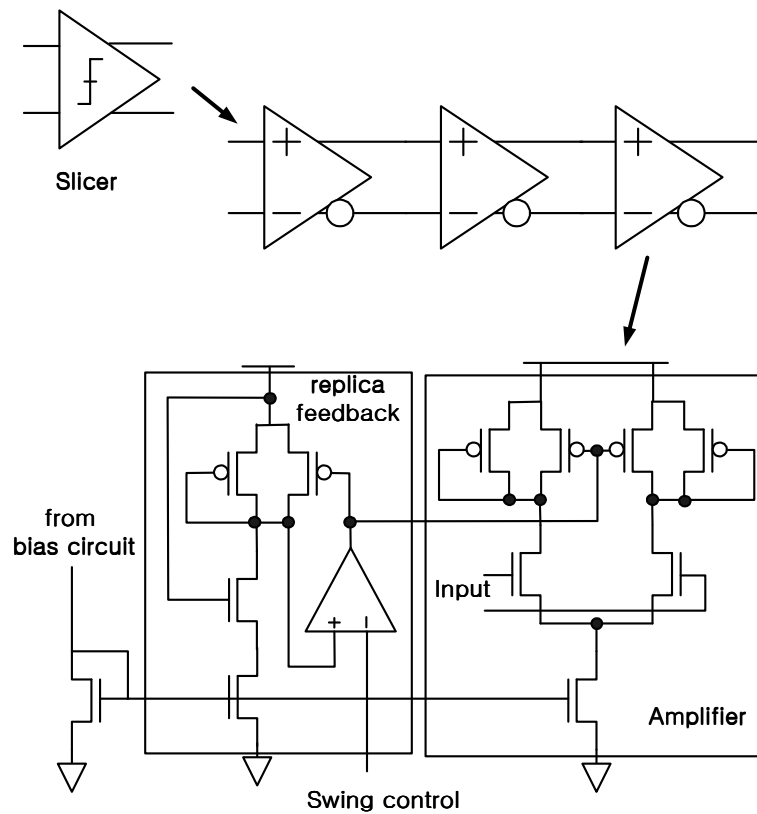 Slicer
+
+
+
−
−
−
replica
feedback
from
bias circuit
Input
+
−
Amplifier
Swing control